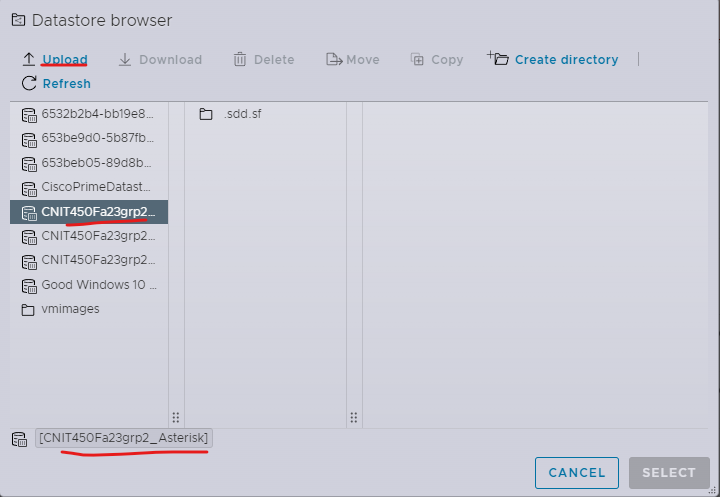 Datastore browser
Upload Download Delete Move Copy Create directory
Refresh
6532b2b4-bb19e8... .sdd.sf
653be9d0-5b87fb...
653beb05-89d8b...
CiscoPrimeDatast...
CNIT450Fa23grp2...
CNIT450Fa23grp2...
CNIT450Fa23grp2...
Good Windows 10 ...
vmimages
[CNIT450Fa23grp2_Asterisk]
CANCEL SELECT